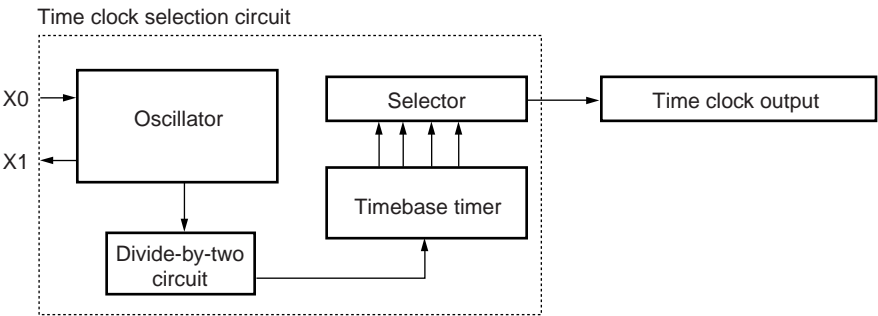 Time clock selection circuit
X0
X1
Oscillator
Selector
Time clock output
Timebase timer
Divide-by-two
circuit